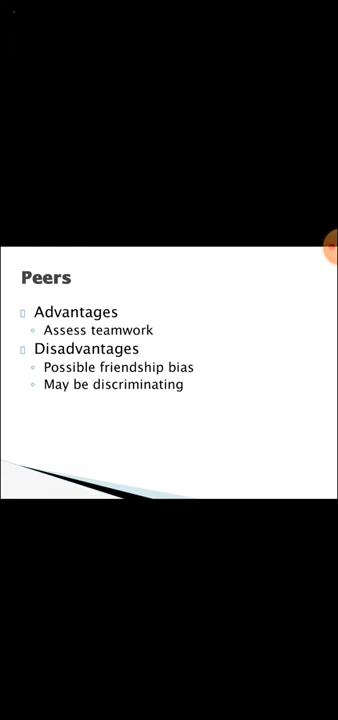 Peers
Advantages
Assess teamwork
Disadvantages
Possible friendship bias
May be discriminating